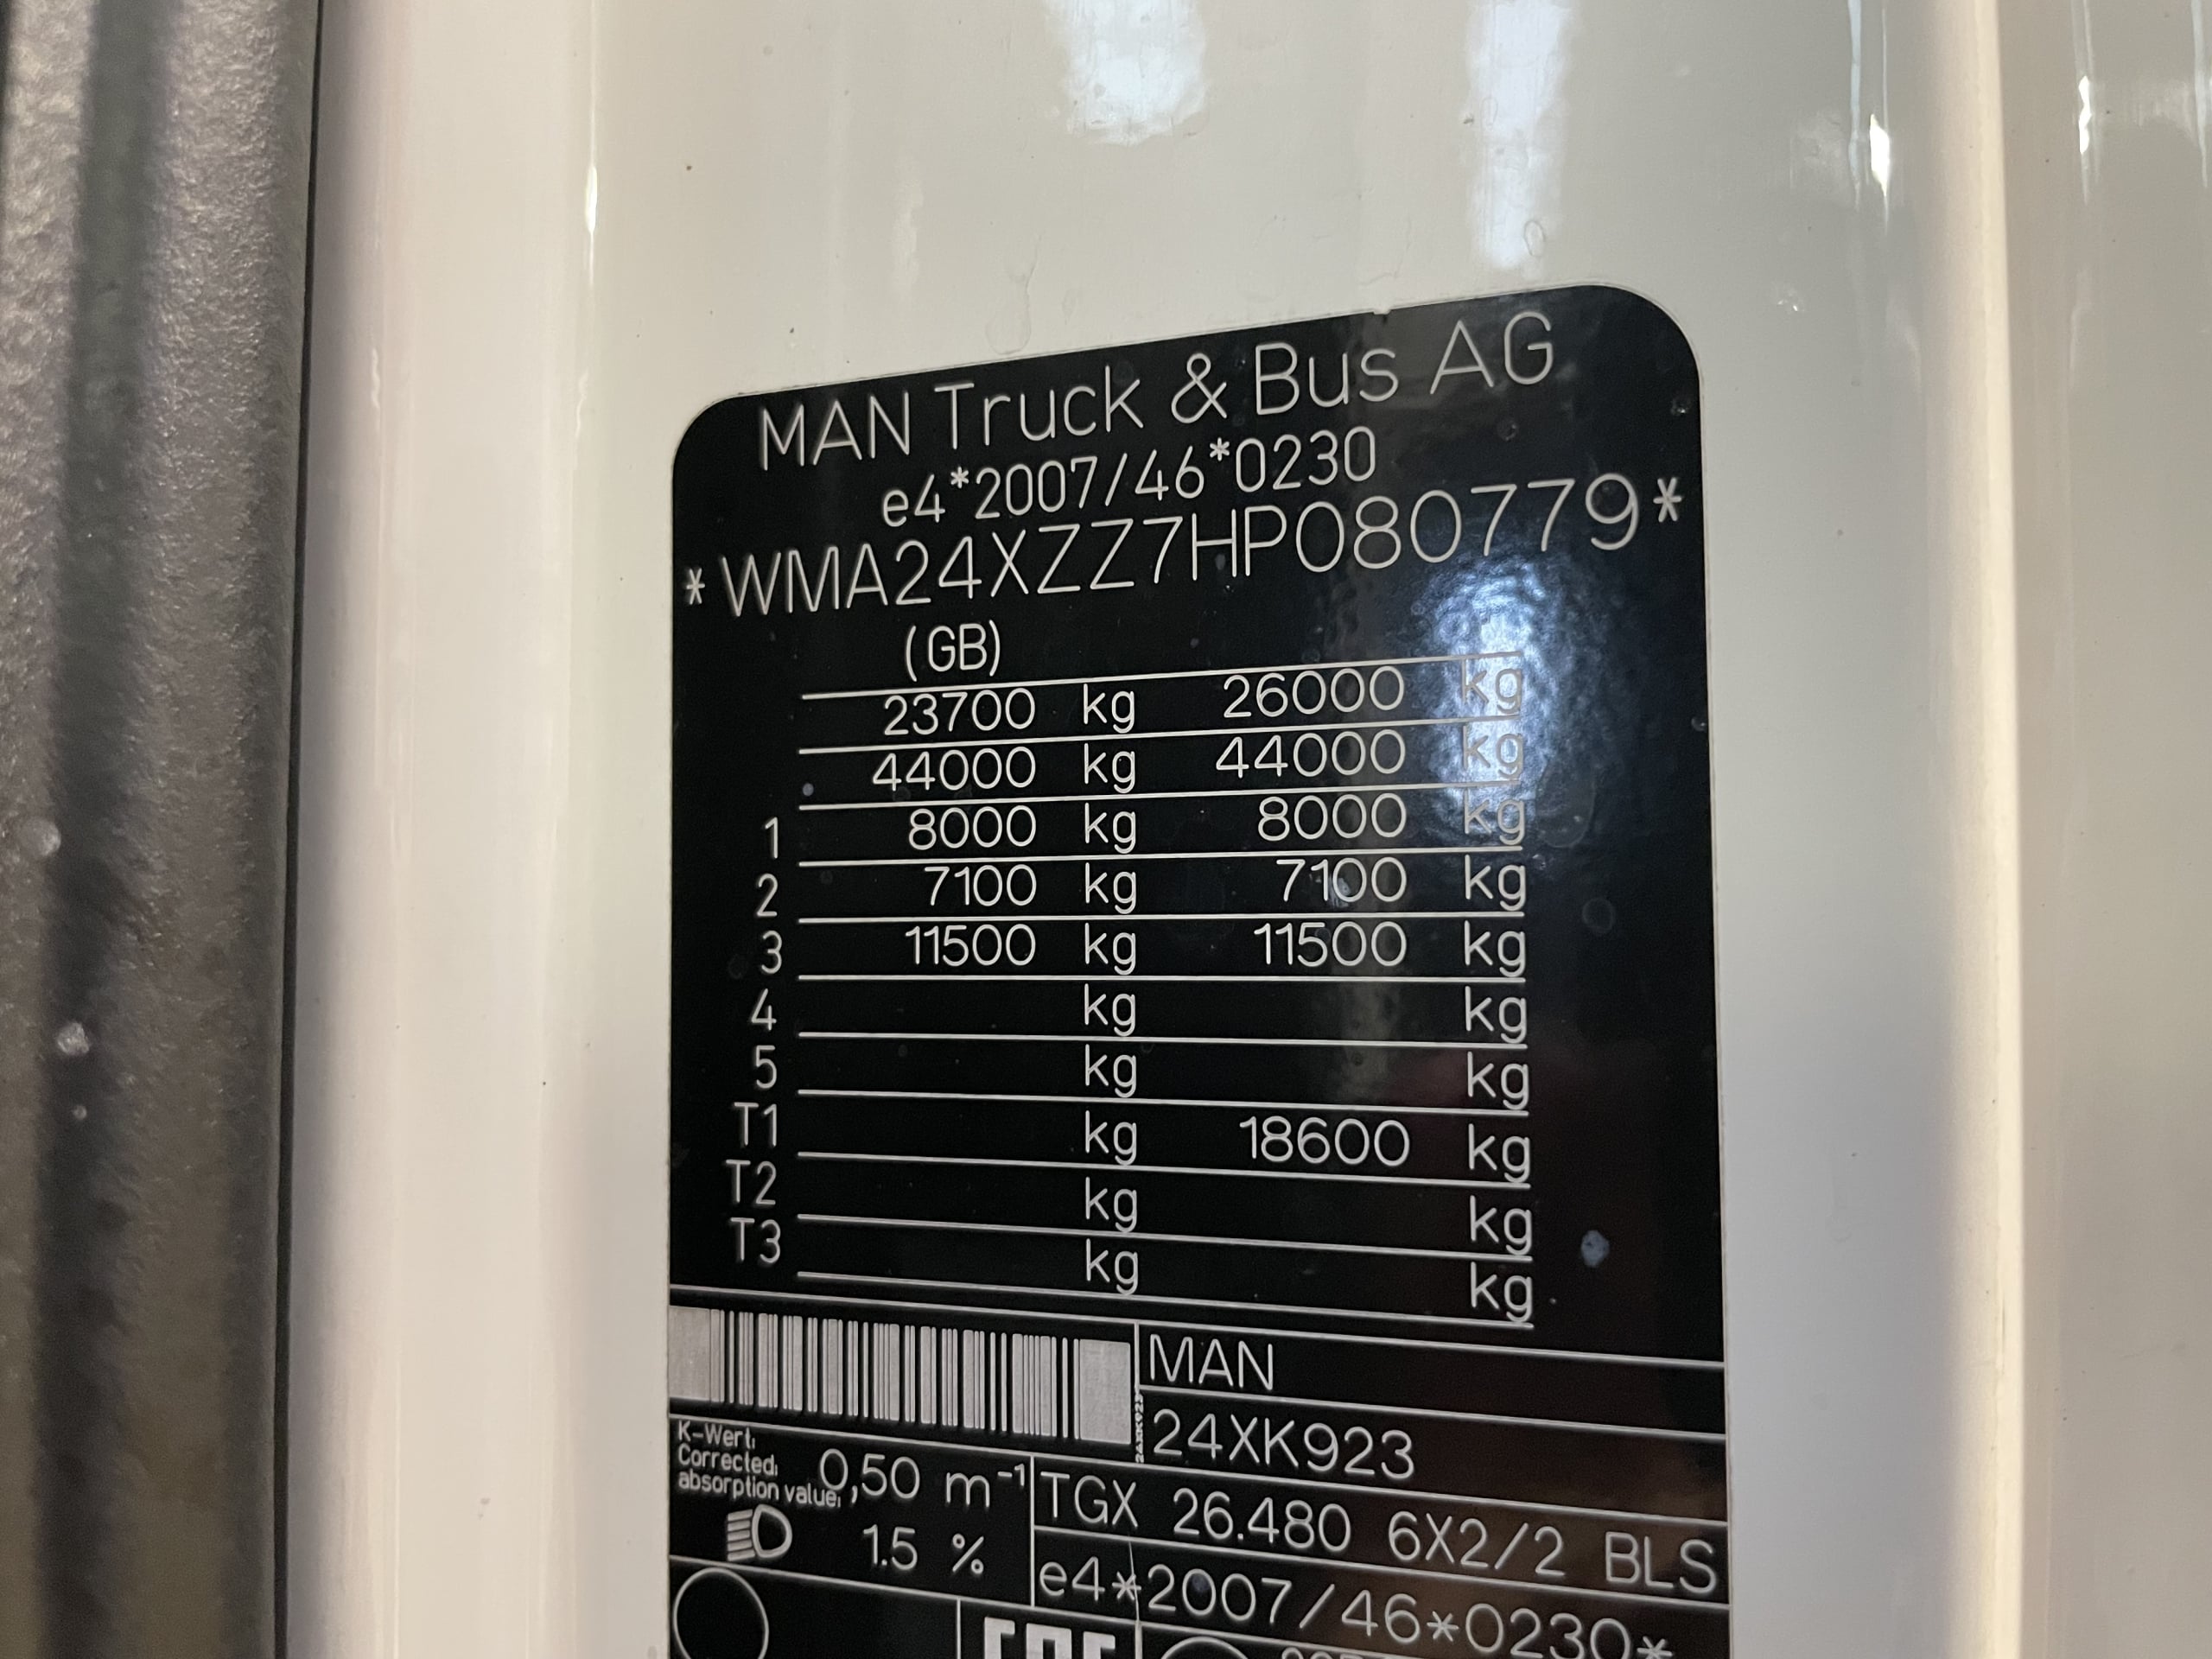 MAN Truck & Bus AG
e4*2007/46*0230
*WMA24XZZ7HP080779*
(GB)
23700 kg 26000 kg
44000 kg 44000 kg
1 8000 kg 8000 kg
2 7100 kg 7100 kg
3 11500 kg 11500 kg
4 kg kg
5 kg kg
T1 kg 18600 kg
T2 kg kg
T3 kg kg
MAN
24XK923
24XK923
K-Wert,
Corrected,
absorption value, 0,50 m⁻¹
1.5 %
TGX 26.480 6X2/2 BLS
e4*2007/46*0230*